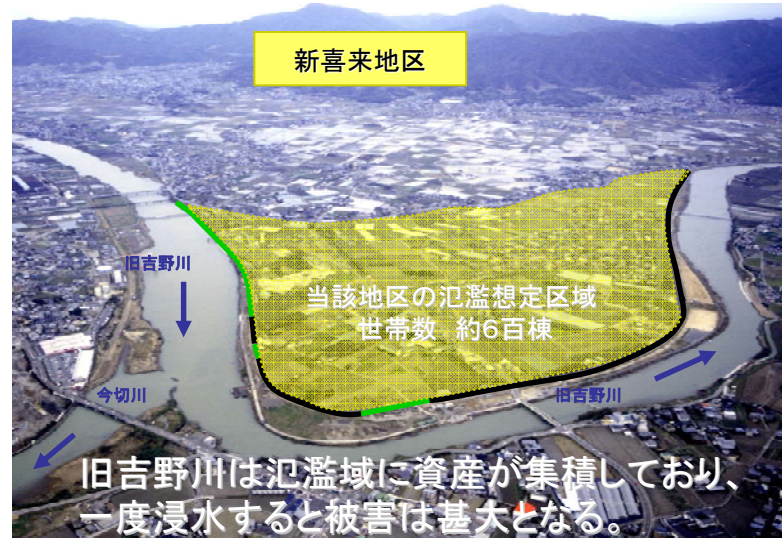 新喜来地区
旧吉野川
当該地区の氾濫想定区域
世帯数 約6百棟
今切川
旧吉野川
旧吉野川は氾濫域に資産が集積しており、
一度浸水すると被害は甚大となる。